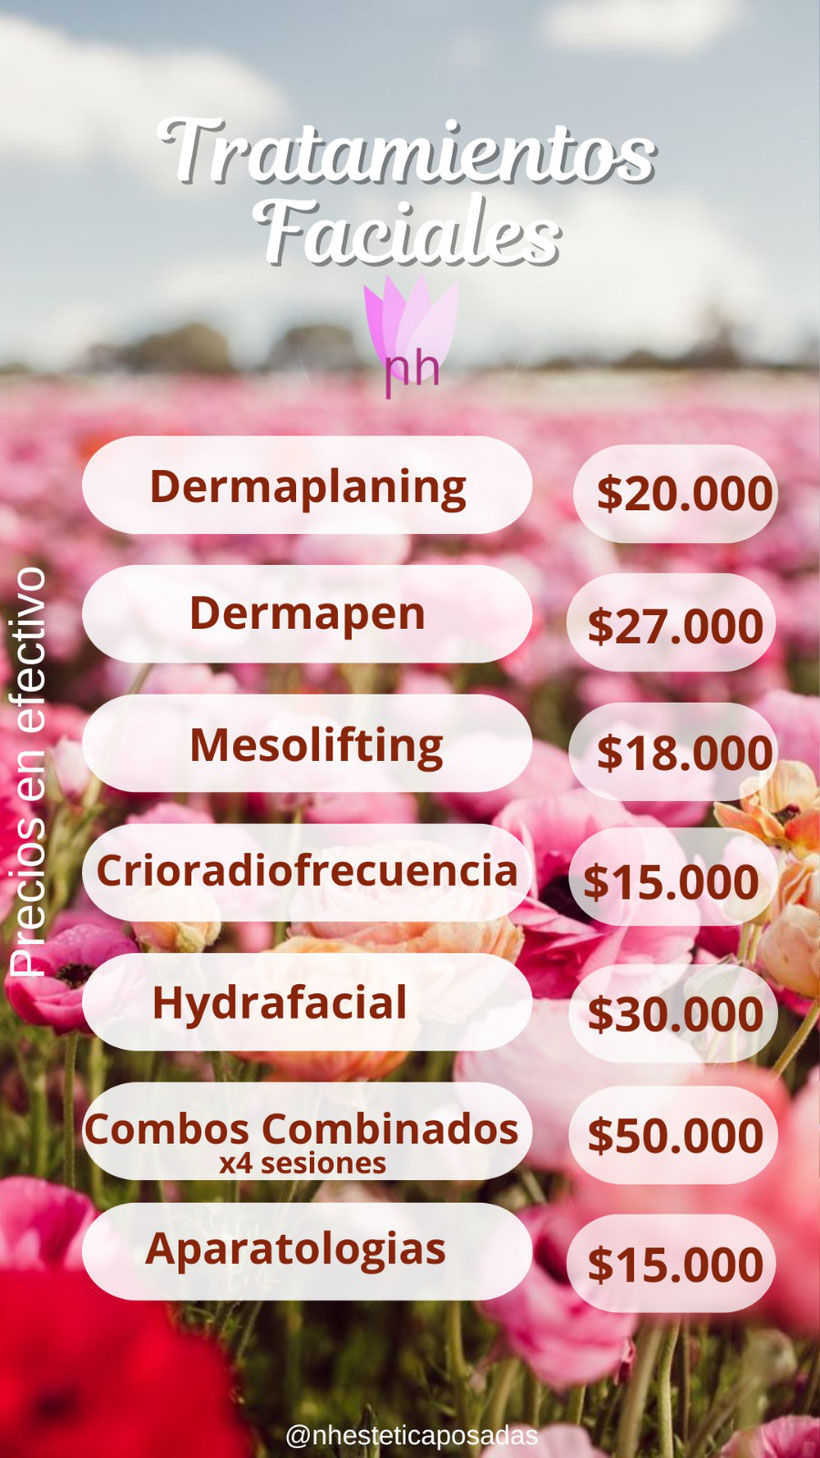 Tratamientos
Faciales
nh
Dermaplaning $20.000
Dermapen $27.000
Mesolifting $18.000
Crioradiofrecuencia $15.000
Hydrafacial $30.000
Combos Combinados $50.000
x4 sesiones
Aparatologias $15.000
Precios en efectivo
@nhesteticaposadas